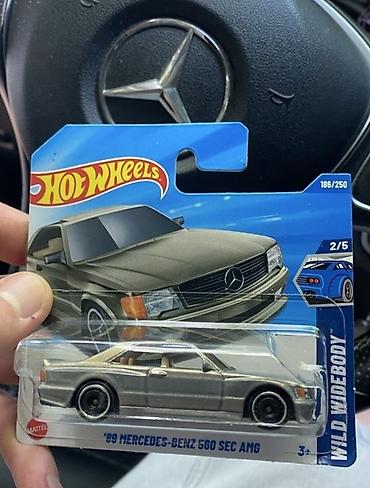 HOT WHEELS
186/250
2/5
WILD WIDEBODY
MATTEL
'89 MERCEDES-BENZ 560 SEC AMG
3+